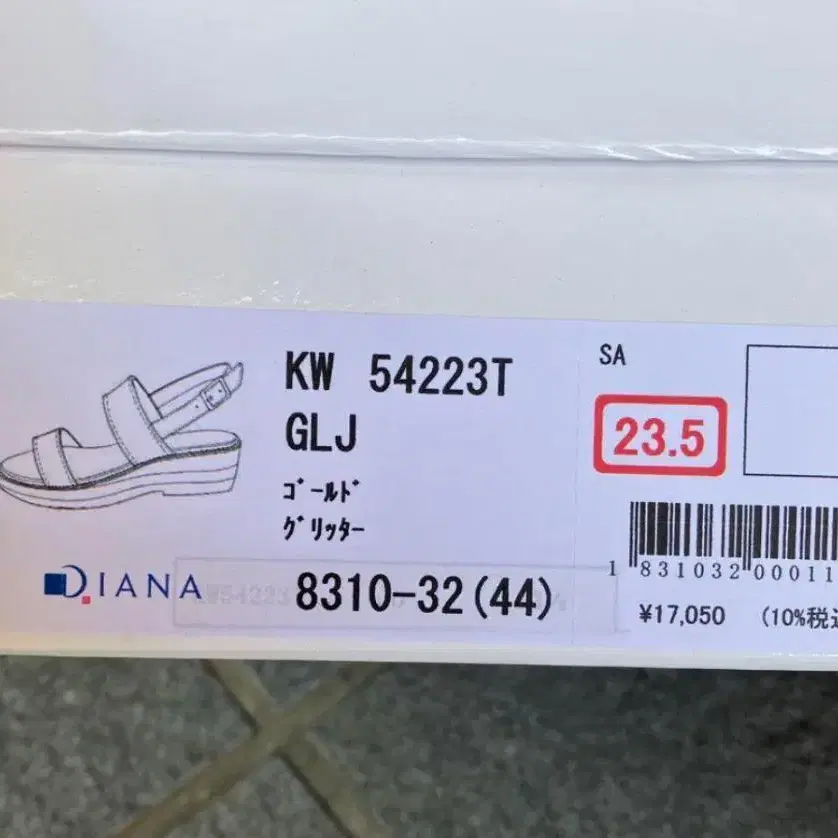 KW 54223T
GLJ
ｺﾞｰﾙﾄﾞ
ｸﾞﾘｯﾀｰ
DIANA
8310-32(44)
SA
23.5
1 831032 00011
¥17,050 (10%税込